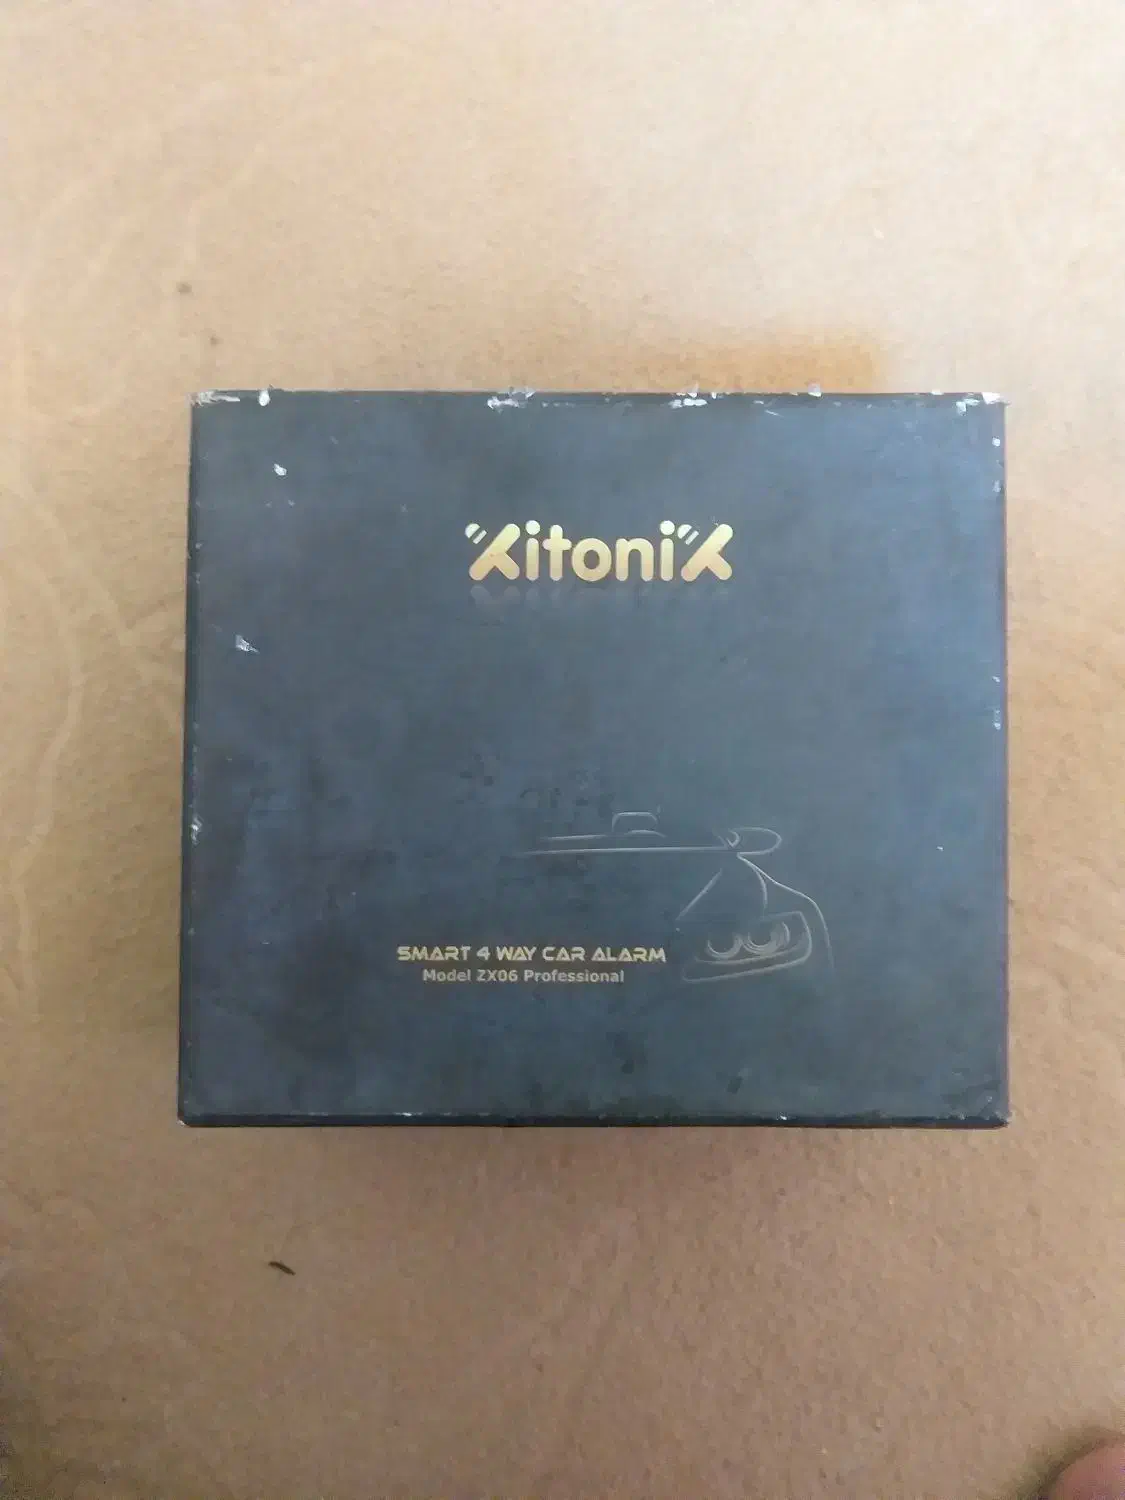 Xitonix
SMART 4 WAY CAR ALARM
Model ZX06 Professional